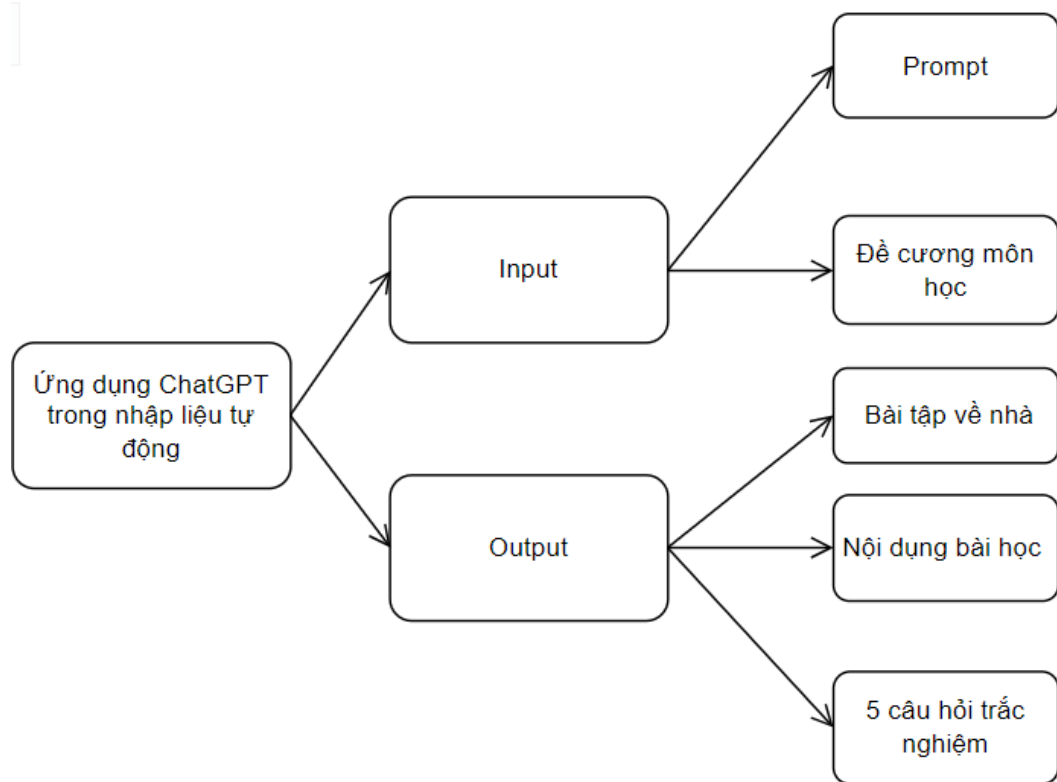 Prompt
Input
Đề cương môn
học
Ứng dụng ChatGPT
trong nhập liệu tự
động
Bài tập về nhà
Output
Nội dụng bài học
5 câu hỏi trắc
nghiệm